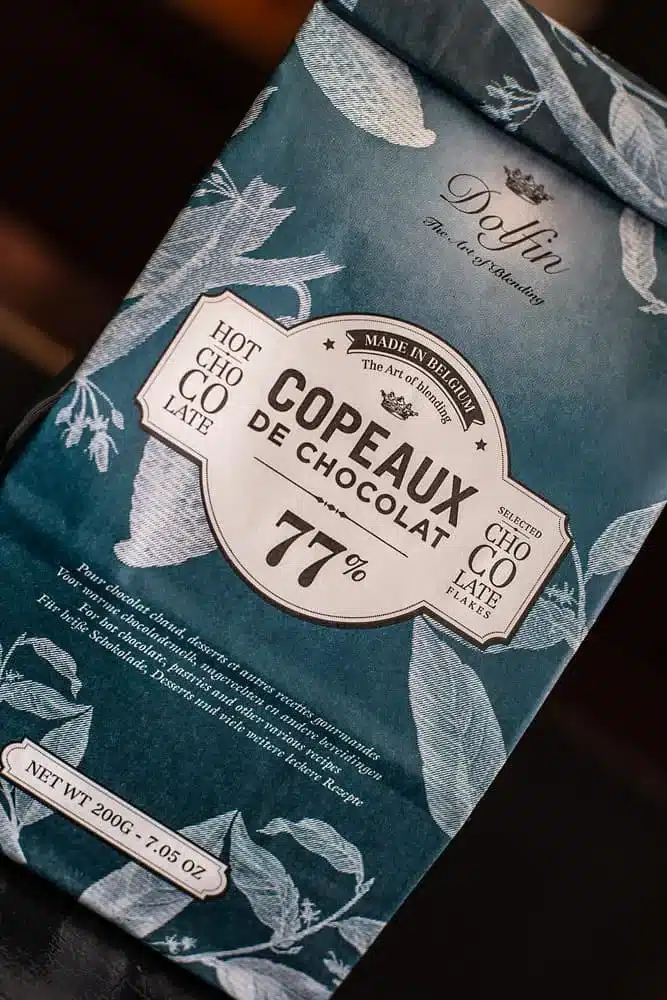 Dolfin
The Art of Blending
MADE IN BELGIUM
The Art of blending
HOT
CHO
CO
LATE
COPEAUX
DE CHOCOLAT
77%
SELECTED
CHO
CO
LATE
FLAKES
Pour chocolat chaud, desserts et autres recettes gourmandes
Voor warme chocolademelk, nagerechten en andere bereidingen
For hot chocolate, pastries and other various recipes
Für heiße Schokolade, Desserts und viele weitere leckere Rezepte
NET WT 200G - 7.05 OZ